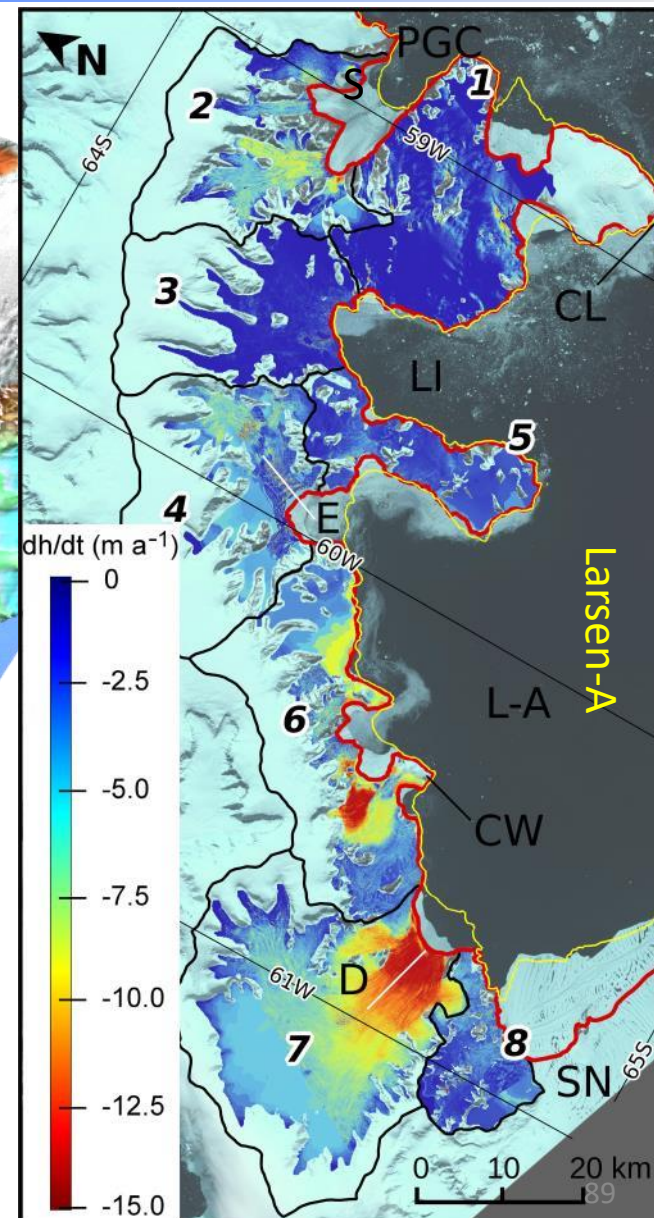 N
PGC
S
1
2
64S
59W
3
CL
LI
5
4
E
60W
dh/dt (m a⁻¹)
0
-2.5
-5.0
-7.5
-10.0
-12.5
-15.0
Larsen-A
L-A
6
CW
D
61W
7
8
SN
65S
0 10 20 km
89